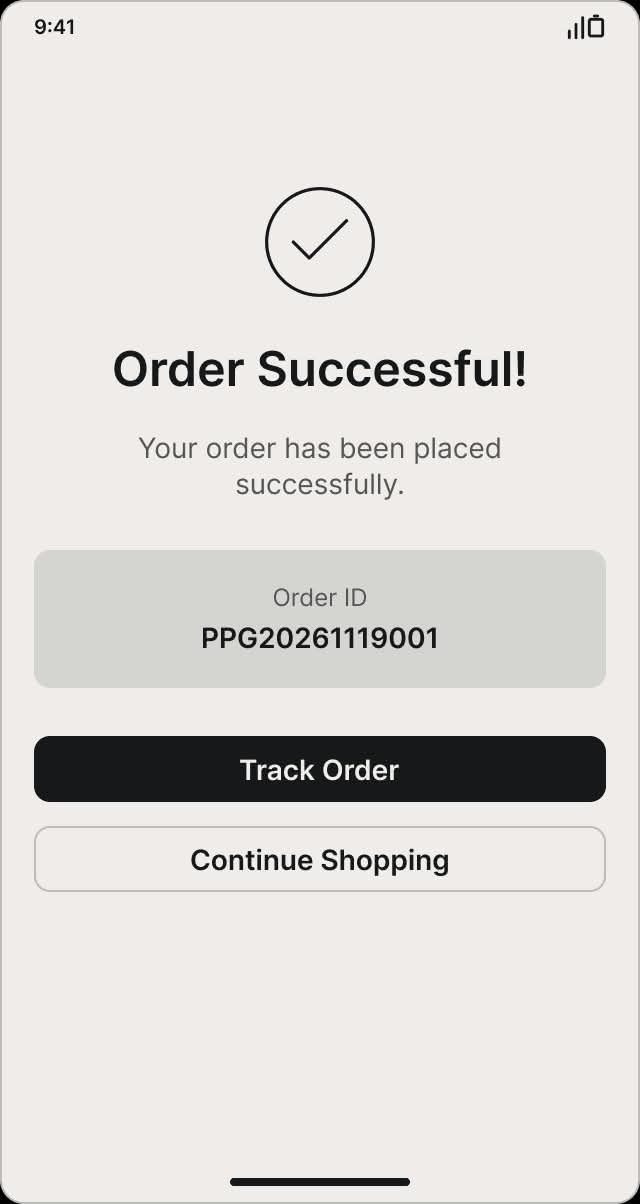 9:41
Order Successful!
Your order has been placed
successfully.
Order ID
PPG20261119001
Track Order
Continue Shopping